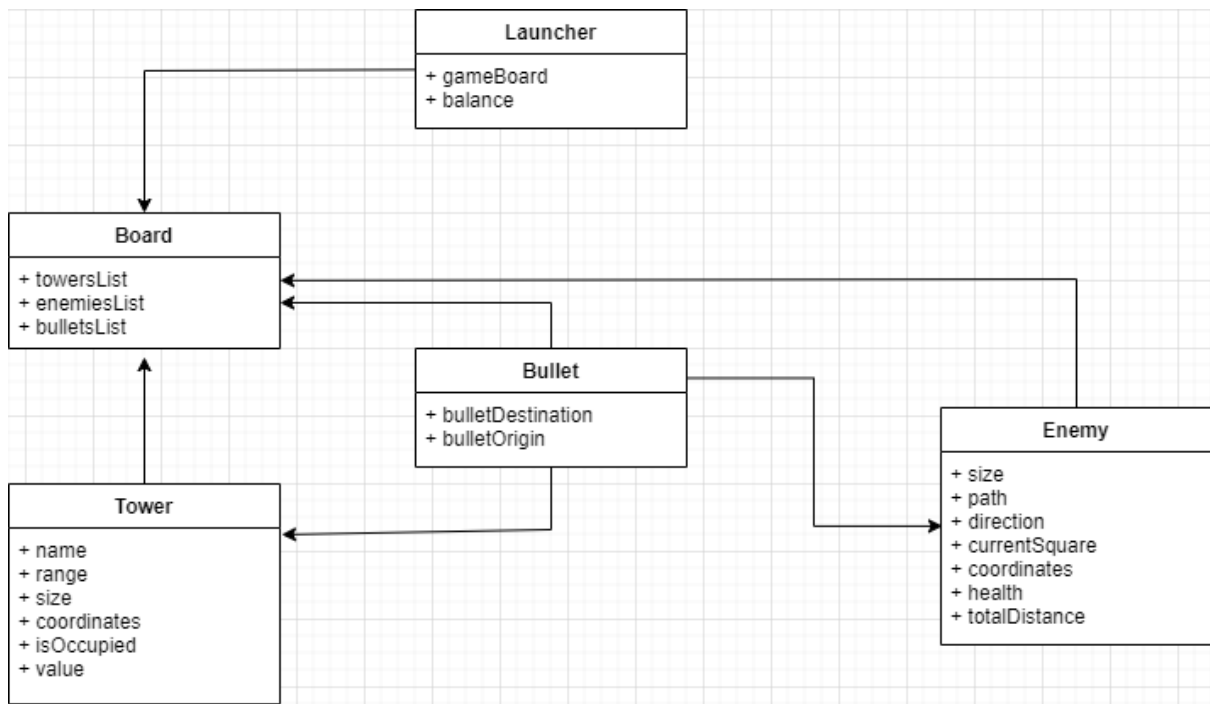 Launcher
+ gameBoard
+ balance
Board
+ towersList
+ enemiesList
+ bulletsList
Bullet
+ bulletDestination
+ bulletOrigin
Enemy
+ size
+ path
+ direction
+ currentSquare
+ coordinates
+ health
+ totalDistance
Tower
+ name
+ range
+ size
+ coordinates
+ isOccupied
+ value